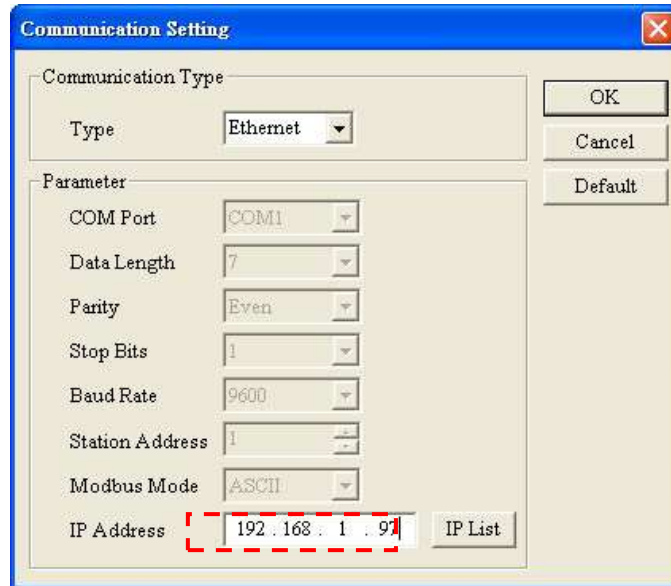 Communication Setting
Communication Type
Type Ethernet
OK
Cancel
Default
Parameter
COM Port COM1
Data Length 7
Parity Even
Stop Bits 1
Baud Rate 9600
Station Address 1
Modbus Mode ASCII
IP Address 192 . 168 . 1 . 97 IP List